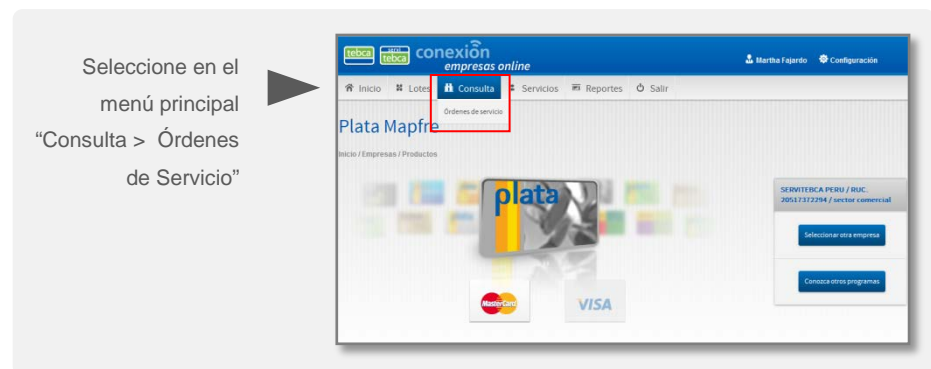 Seleccione en el
menú principal
“Consulta > Órdenes
de Servicio”
tebca servitebca conexión
empresas online
Martha Fajardo Configuración
Inicio Lotes Consulta Servicios Reportes Salir
Órdenes de servicio
Plata Mapfre
Inicio / Empresas / Productos
plata
SERVITEBCA PERU / RUC.
20517372294 / sector comercial
Seleccionar otra empresa
Conozca otros programas
MasterCard VISA